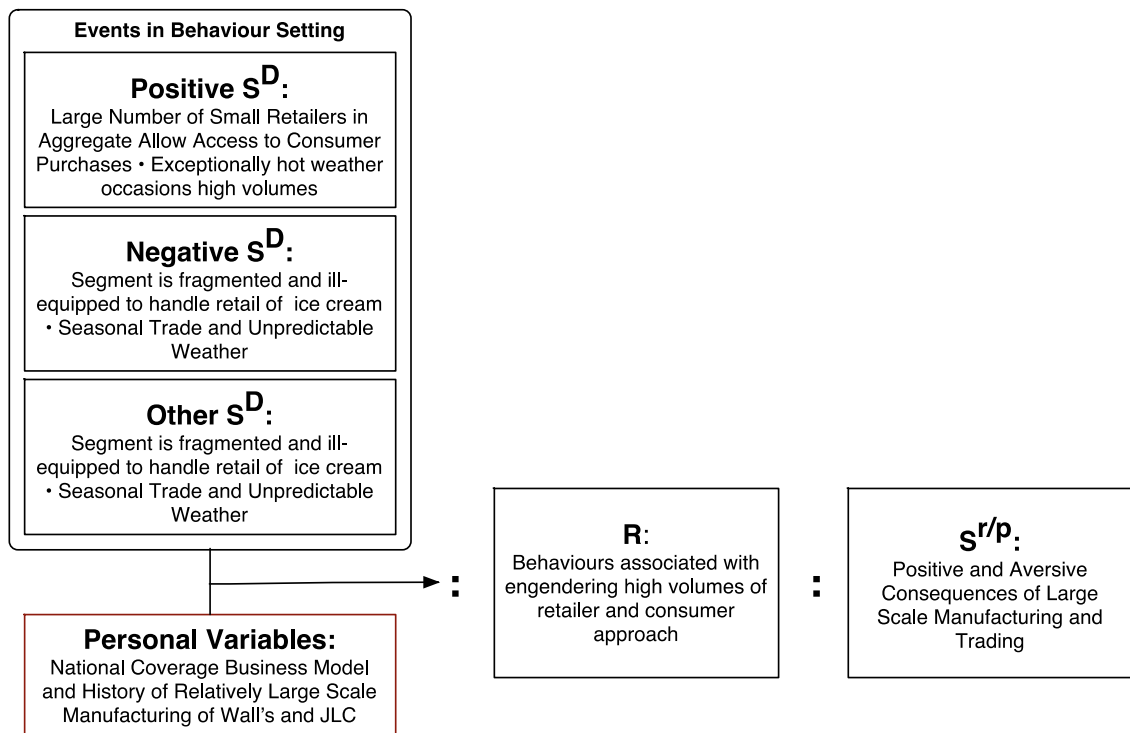 Events in Behaviour Setting
Positive S^D:
Large Number of Small Retailers in
Aggregate Allow Access to Consumer
Purchases • Exceptionally hot weather
occasions high volumes
Negative S^D:
Segment is fragmented and ill-
equipped to handle retail of ice cream
• Seasonal Trade and Unpredictable
Weather
Other S^D:
Segment is fragmented and ill-
equipped to handle retail of ice cream
• Seasonal Trade and Unpredictable
Weather
Personal Variables:
National Coverage Business Model
and History of Relatively Large Scale
Manufacturing of Wall's and JLC
:
R:
Behaviours associated with
engendering high volumes of
retailer and consumer
approach
:
S^r/p:
Positive and Aversive
Consequences of Large
Scale Manufacturing and
Trading